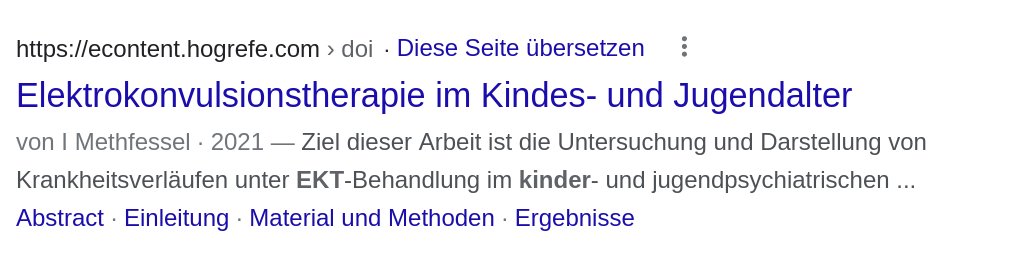 https://econtent.hogrefe.com › doi · Diese Seite übersetzen
Elektrokonvulsionstherapie im Kindes- und Jugendalter
von I Methfessel · 2021 — Ziel dieser Arbeit ist die Untersuchung und Darstellung von
Krankheitsverläufen unter EKT-Behandlung im kinder- und jugendpsychiatrischen ...
Abstract · Einleitung · Material und Methoden · Ergebnisse